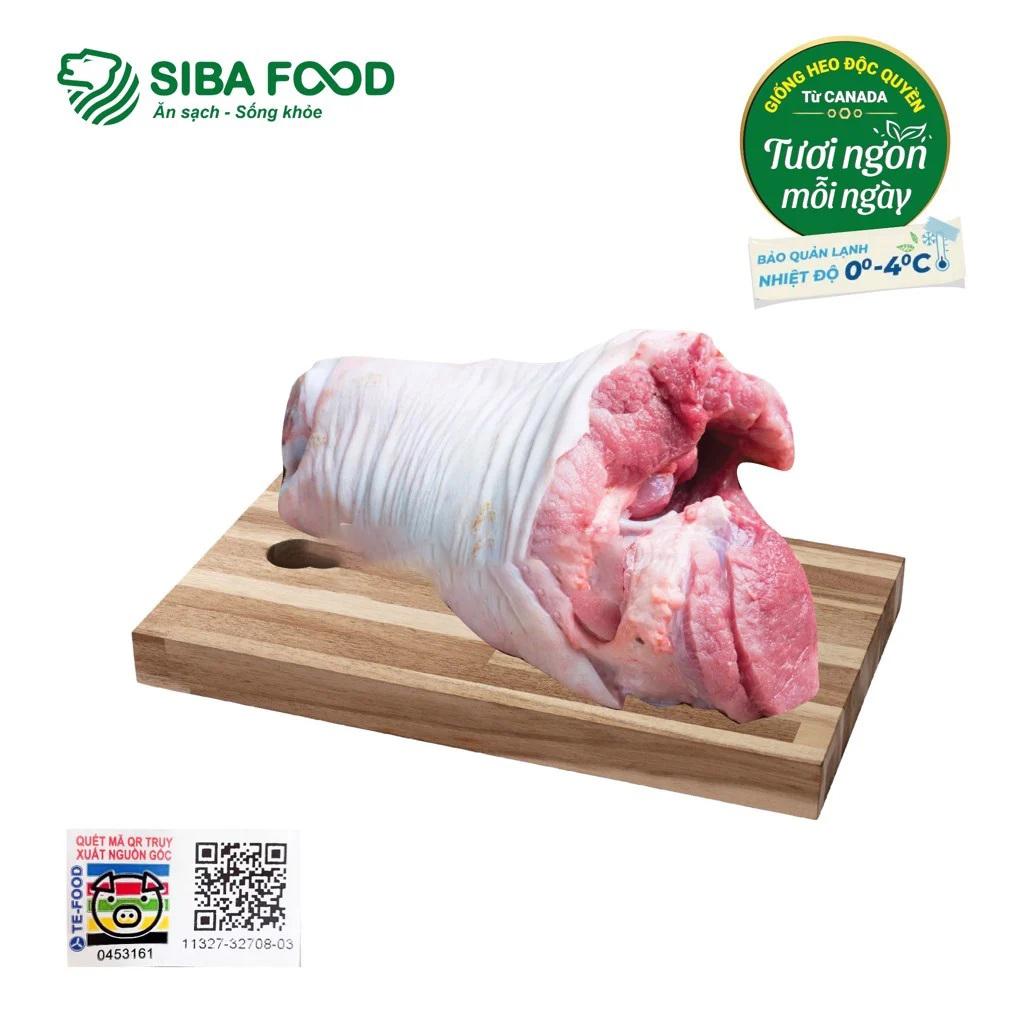 SIBA FOOD
Ăn sạch - Sống khỏe
GIỐNG HEO ĐỘC QUYỀN
Từ CANADA
Tươi ngon
mỗi ngày
BẢO QUẢN LẠNH
NHIỆT ĐỘ 0⁰-4⁰C
QUÉT MÃ QR TRUY
XUẤT NGUỒN GỐC
TE-FOOD
0453161
11327-32708-03